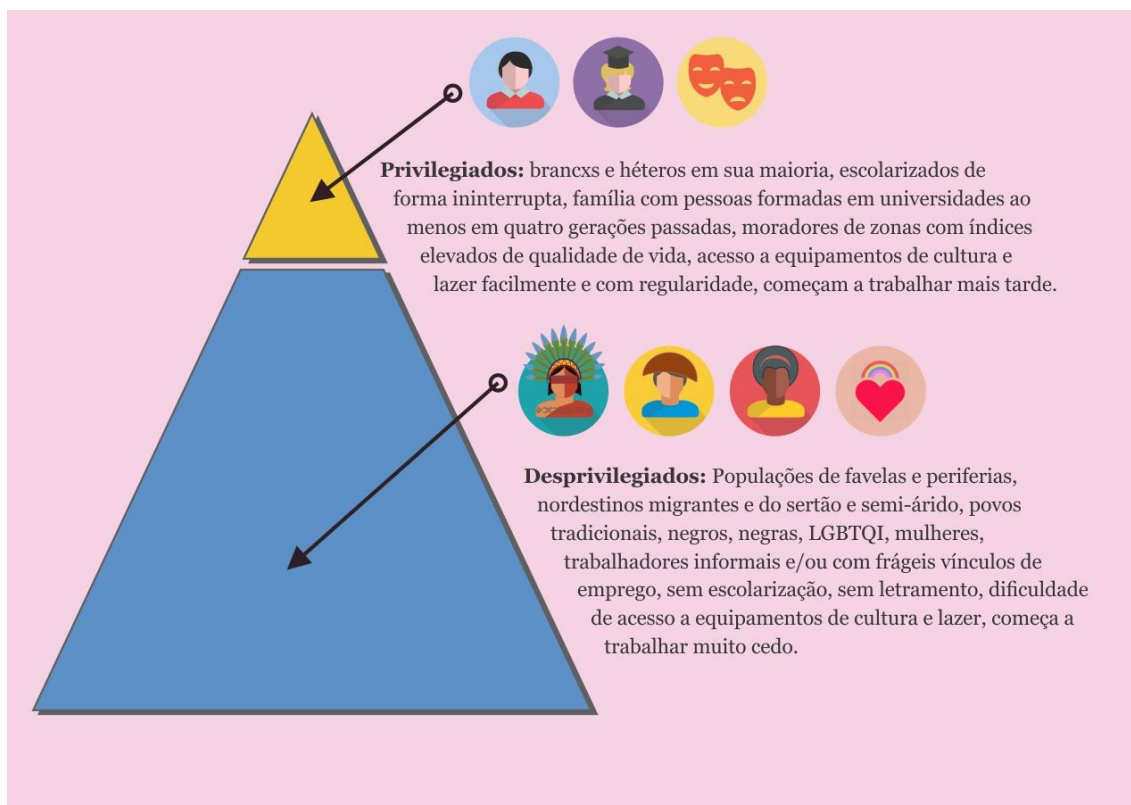 Privilegiados: brancxs e héteros em sua maioria, escolarizados de
forma ininterrupta, família com pessoas formadas em universidades ao
menos em quatro gerações passadas, moradores de zonas com índices
elevados de qualidade de vida, acesso a equipamentos de cultura e
lazer facilmente e com regularidade, começam a trabalhar mais tarde.
Desprivilegiados: Populações de favelas e periferias,
nordestinos migrantes e do sertão e semi-árido, povos
tradicionais, negros, negras, LGBTQI, mulheres,
trabalhadores informais e/ou com frágeis vínculos de
emprego, sem escolarização, sem letramento, dificuldade
de acesso a equipamentos de cultura e lazer, começa a
trabalhar muito cedo.